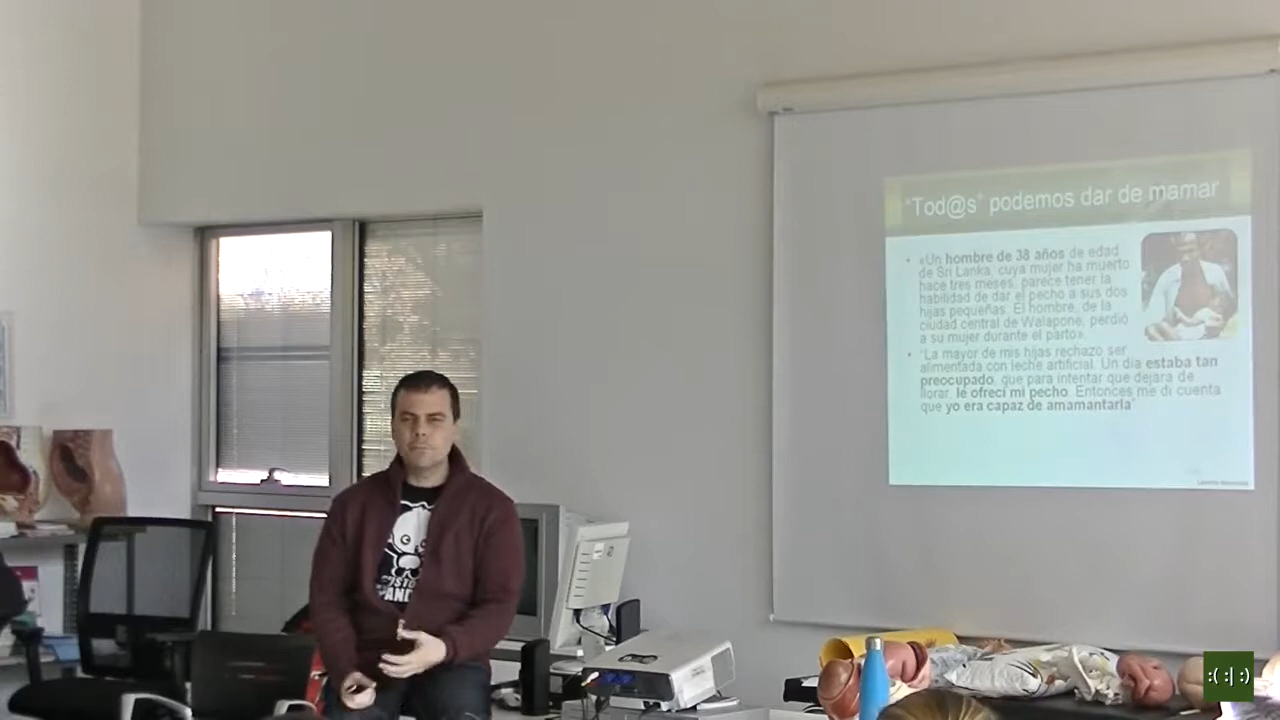 "Tod@s" podemos dar de mamar
• «Un hombre de 38 años de edad
de Sri Lanka, cuya mujer ha muerto
hace tres meses, parece tener la
habilidad de dar el pecho a sus dos
hijas pequeñas. El hombre, de la
ciudad central de Walapone, perdió
a su mujer durante el parto».
• "La mayor de mis hijas rechazo ser
alimentada con leche artificial. Un día estaba tan
preocupado, que para intentar que dejara de
llorar, le ofrecí mi pecho. Entonces me di cuenta
que yo era capaz de amamantarla"
:( :| :)